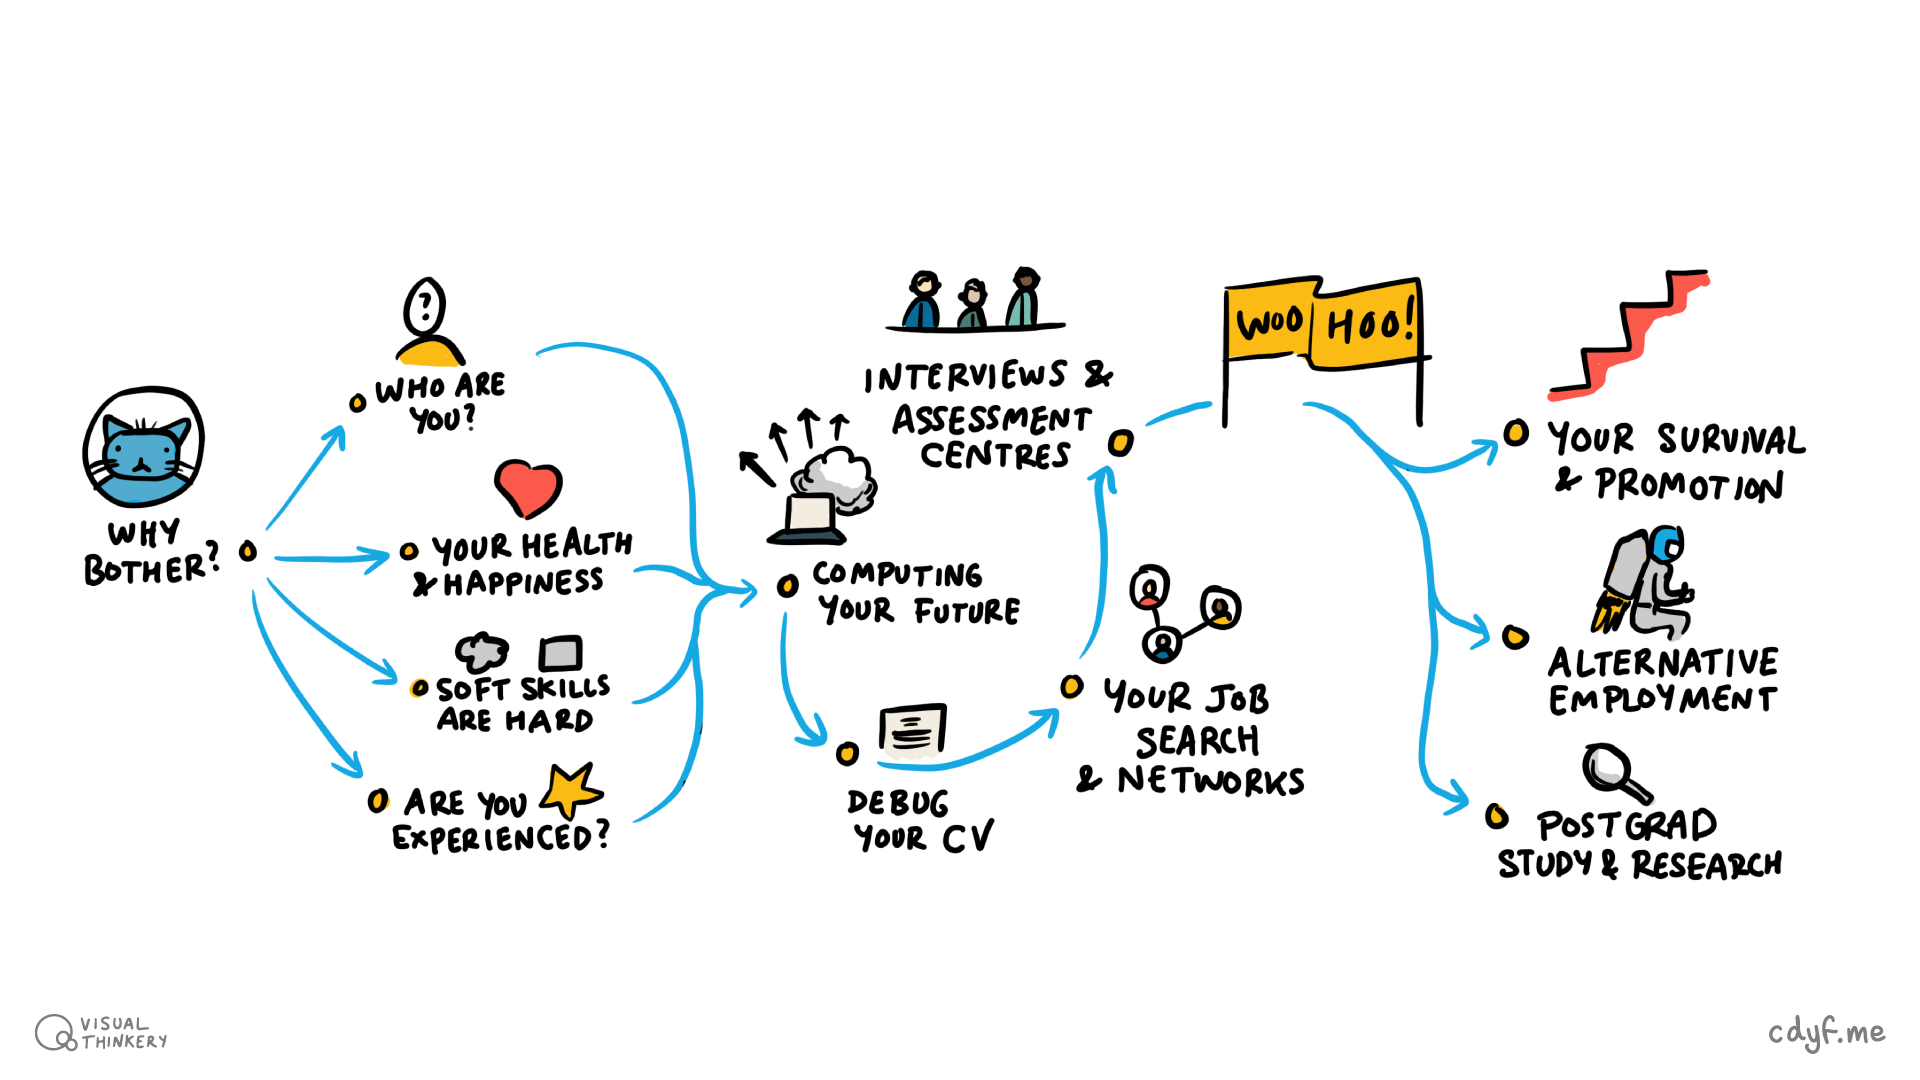 WHY
BOTHER?
?
WHO ARE
YOU?
YOUR HEALTH
& HAPPINESS
SOFT SKILLS
ARE HARD
ARE YOU
EXPERIENCED?
COMPUTING
YOUR FUTURE
DEBUG
YOUR CV
YOUR JOB
SEARCH
& NETWORKS
INTERVIEWS &
ASSESSMENT
CENTRES
WOO HOO!
YOUR SURVIVAL
& PROMOTION
ALTERNATIVE
EMPLOYMENT
POSTGRAD
STUDY & RESEARCH
VISUAL
THINKERY
cdyf.me